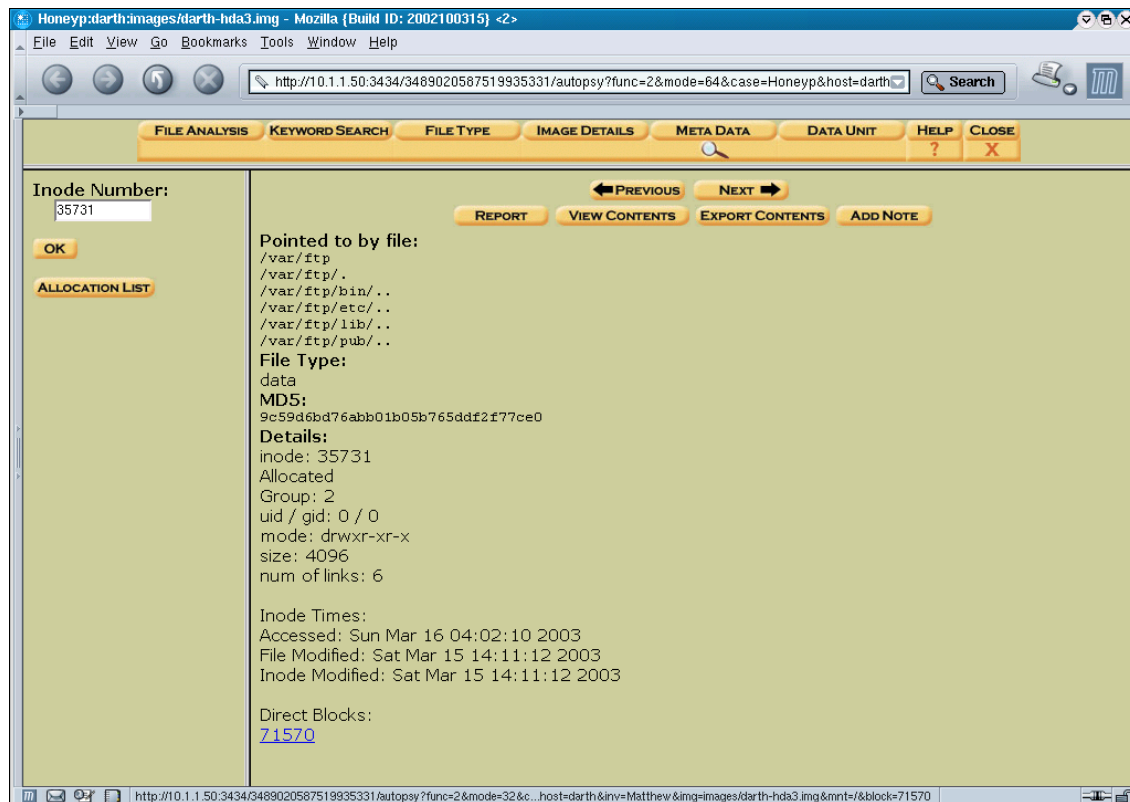 Honeyp:darth:images/darth-hda3.img - Mozilla {Build ID: 2002100315} <2>
File Edit View Go Bookmarks Tools Window Help
http://10.1.1.50:3434/3489020587519935331/autopsy?func=2&mode=64&case=Honeyp&host=darth
Search
FILE ANALYSIS KEYWORD SEARCH FILE TYPE IMAGE DETAILS META DATA DATA UNIT HELP CLOSE
? X
Inode Number:
35731
OK
ALLOCATION LIST
PREVIOUS NEXT
REPORT VIEW CONTENTS EXPORT CONTENTS ADD NOTE
Pointed to by file:
/var/ftp
/var/ftp/.
/var/ftp/bin/..
/var/ftp/etc/..
/var/ftp/lib/..
/var/ftp/pub/..
File Type:
data
MD5:
9c59d6bd76abb01b05b765ddf2f77ce0
Details:
inode: 35731
Allocated
Group: 2
uid / gid: 0 / 0
mode: drwxr-xr-x
size: 4096
num of links: 6
Inode Times:
Accessed: Sun Mar 16 04:02:10 2003
File Modified: Sat Mar 15 14:11:12 2003
Inode Modified: Sat Mar 15 14:11:12 2003
Direct Blocks:
71570
http://10.1.1.50:3434/3489020587519935331/autopsy?func=2&mode=32&c...host=darth&inv=Matthew&img=images/darth-hda3.img&mnt=/&block=71570